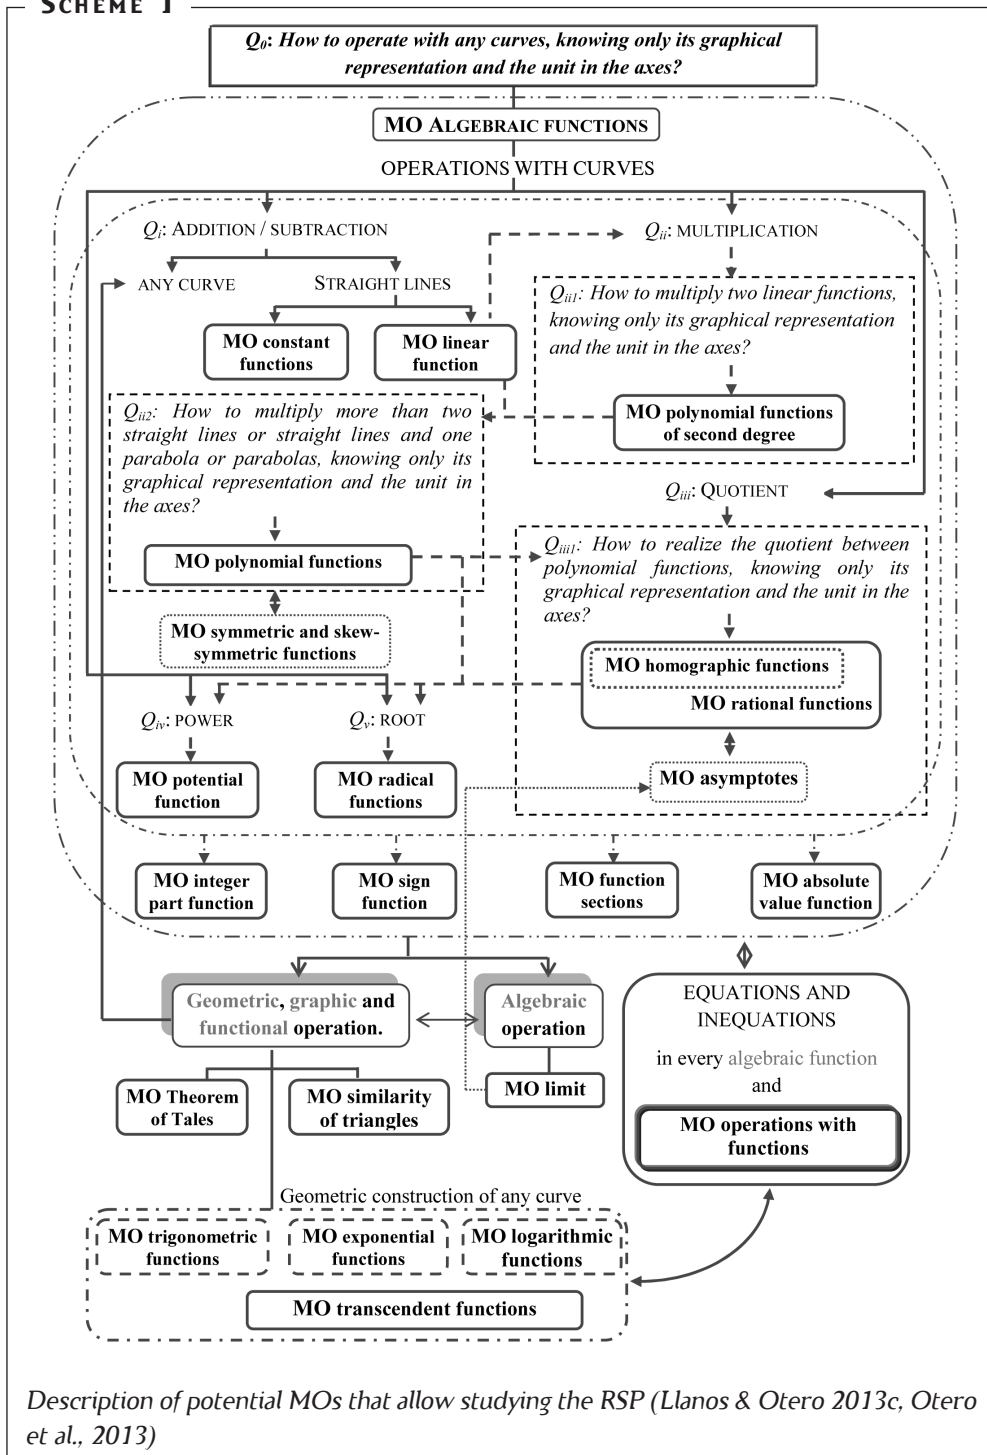 SCHEME 1
Q0: How to operate with any curves, knowing only its graphical
representation and the unit in the axes?
MO ALGEBRAIC FUNCTIONS
OPERATIONS WITH CURVES
Qi: ADDITION / SUBTRACTION
Qii: MULTIPLICATION
ANY CURVE
STRAIGHT LINES
MO constant
functions
MO linear
function
Qii1: How to multiply two linear functions,
knowing only its graphical representation
and the unit in the axes?
MO polynomial functions
of second degree
Qii2: How to multiply more than two
straight lines or straight lines and one
parabola or parabolas, knowing only its
graphical representation and the unit in
the axes?
MO polynomial functions
MO symmetric and skew-
symmetric functions
Qiii: QUOTIENT
Qiii1: How to realize the quotient between
polynomial functions, knowing only its
graphical representation and the unit in the
axes?
MO homographic functions
MO rational functions
MO asymptotes
Qiv: POWER
Qv: ROOT
MO potential
function
MO radical
functions
MO integer
part function
MO sign
function
MO function
sections
MO absolute
value function
Geometric, graphic and
functional operation.
Algebraic
operation
MO limit
MO Theorem
of Tales
MO similarity
of triangles
EQUATIONS AND
INEQUATIONS
in every algebraic function
and
MO operations with
functions
Geometric construction of any curve
MO trigonometric
functions
MO exponential
functions
MO logarithmic
functions
MO transcendent functions
Description of potential MOs that allow studying the RSP (Llanos & Otero 2013c, Otero
et al., 2013)